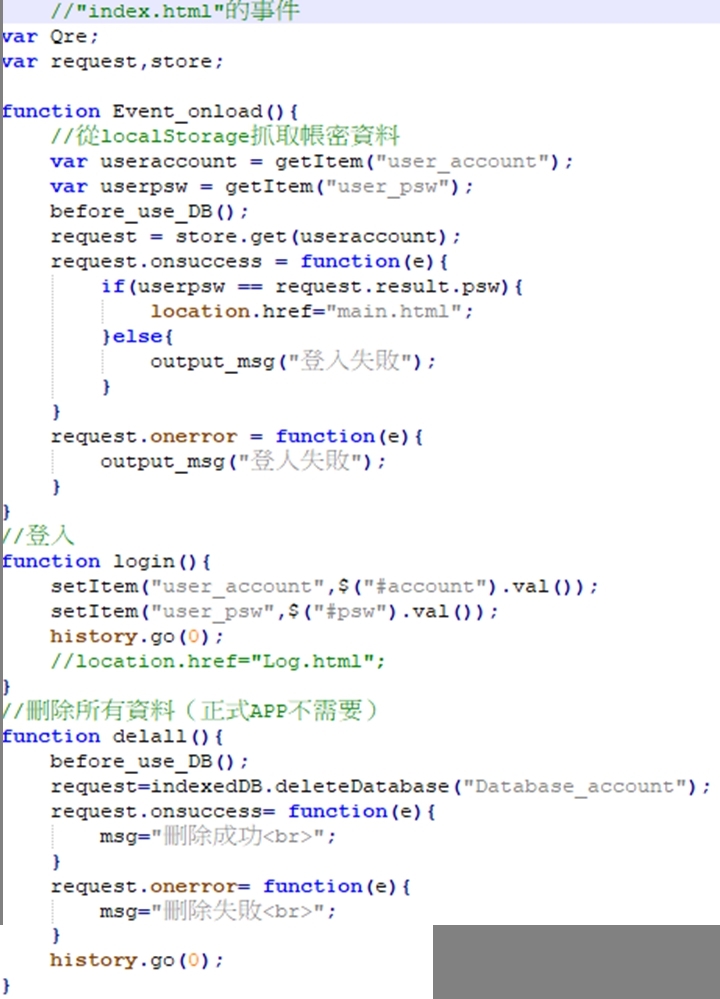 //"index.html"的事件
var Qre;
var request,store;
function Event_onload(){
//從localStorage抓取帳密資料
var useraccount = getItem("user_account");
var userpsw = getItem("user_psw");
before_use_DB();
request = store.get(useraccount);
request.onsuccess = function(e){
if(userpsw == request.result.psw){
location.href="main.html";
}else{
output_msg("登入失敗");
}
}
request.onerror = function(e){
output_msg("登入失敗");
}
}
//登入
function login(){
setItem("user_account",$("#account").val());
setItem("user_psw",$("#psw").val());
history.go(0);
//location.href="Log.html";
}
//刪除所有資料（正式APP不需要）
function delall(){
before_use_DB();
request=indexedDB.deleteDatabase("Database_account");
request.onsuccess= function(e){
msg="刪除成功<br>";
}
request.onerror= function(e){
msg="刪除失敗<br>";
}
history.go(0);
}